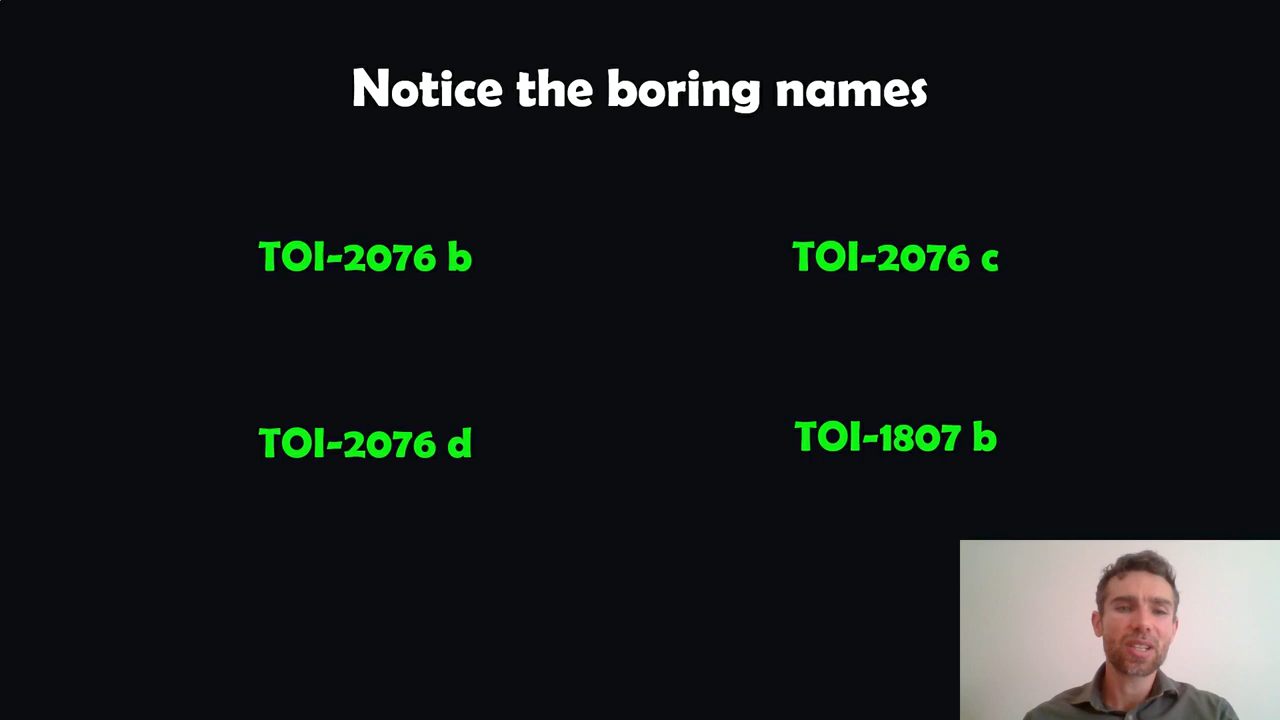 Notice the boring names
TOI-2076 b
TOI-2076 c
TOI-2076 d
TOI-1807 b